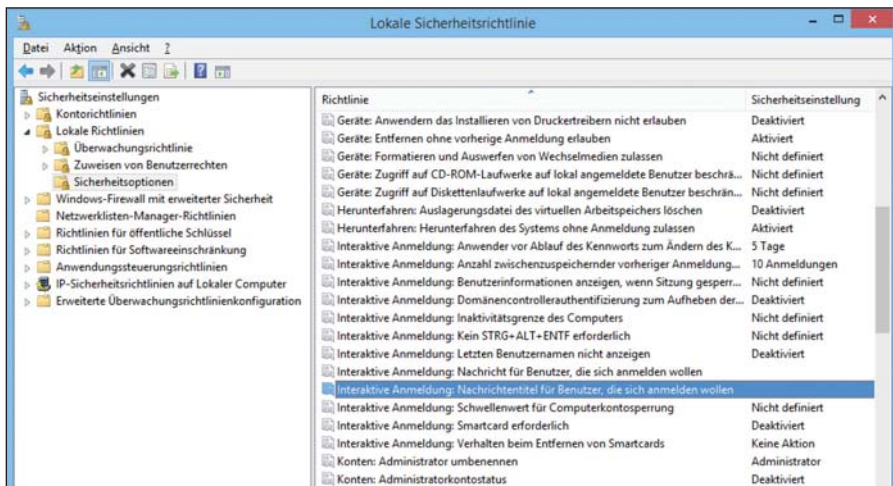 Lokale Sicherheitsrichtlinie
Datei Aktion Ansicht ?
Sicherheitseinstellungen
Kontorichtlinien
Lokale Richtlinien
Überwachungsrichtlinie
Zuweisen von Benutzerrechten
Sicherheitsoptionen
Windows-Firewall mit erweiterter Sicherheit
Netzwerklisten-Manager-Richtlinien
Richtlinien für öffentliche Schlüssel
Richtlinien für Softwareeinschränkung
Anwendungssteuerungsrichtlinien
IP-Sicherheitsrichtlinien auf Lokaler Computer
Erweiterte Überwachungsrichtlinienkonfiguration
Richtlinie Sicherheitseinstellung
Geräte: Anwendern das Installieren von Druckertreibern nicht erlauben Deaktiviert
Geräte: Entfernen ohne vorherige Anmeldung erlauben Aktiviert
Geräte: Formatieren und Auswerfen von Wechselmedien zulassen Nicht definiert
Geräte: Zugriff auf CD-ROM-Laufwerke auf lokal angemeldete Benutzer beschrä... Nicht definiert
Geräte: Zugriff auf Diskettenlaufwerke auf lokal angemeldete Benutzer beschrän... Nicht definiert
Herunterfahren: Auslagerungsdatei des virtuellen Arbeitspeichers löschen Deaktiviert
Herunterfahren: Herunterfahren des Systems ohne Anmeldung zulassen Aktiviert
Interaktive Anmeldung: Anwender vor Ablauf des Kennworts zum Ändern des K... 5 Tage
Interaktive Anmeldung: Anzahl zwischenzuspeichernder vorheriger Anmeldung... 10 Anmeldungen
Interaktive Anmeldung: Benutzerinformationen anzeigen, wenn Sitzung gesperr... Nicht definiert
Interaktive Anmeldung: Domänencontrollerauthentifizierung zum Aufheben der... Deaktiviert
Interaktive Anmeldung: Inaktivitätsgrenze des Computers Nicht definiert
Interaktive Anmeldung: Kein STRG+ALT+ENTF erforderlich Nicht definiert
Interaktive Anmeldung: Letzten Benutzernamen nicht anzeigen Deaktiviert
Interaktive Anmeldung: Nachricht für Benutzer, die sich anmelden wollen
Interaktive Anmeldung: Nachrichtentitel für Benutzer, die sich anmelden wollen
Interaktive Anmeldung: Schwellenwert für Computerkontosperrung Nicht definiert
Interaktive Anmeldung: Smartcard erforderlich Deaktiviert
Interaktive Anmeldung: Verhalten beim Entfernen von Smartcards Keine Aktion
Konten: Administrator umbenennen Administrator
Konten: Administratorkontostatus Deaktiviert